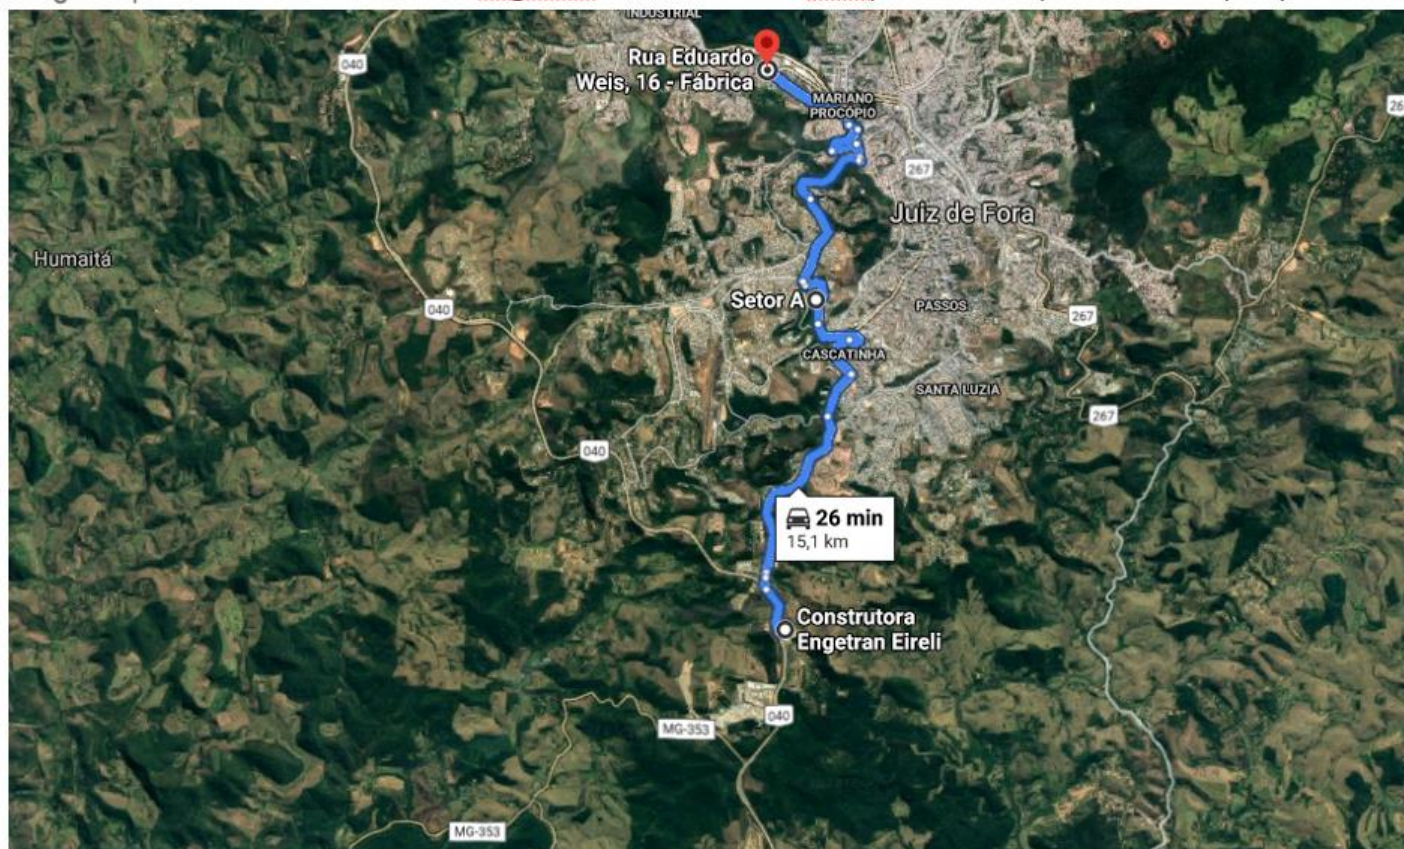 INDUSTRIAL
040
Rua Eduardo
Weis, 16 - Fábrica
MARIANO
PROCÓPIO
26
267
Juiz de Fora
Humaitá
Setor A
040
PASSOS
267
CASCATINHA
SANTA LUZIA
267
040
26 min
15,1 km
Construtora
Engetran Eireli
040
MG-353
MG-353